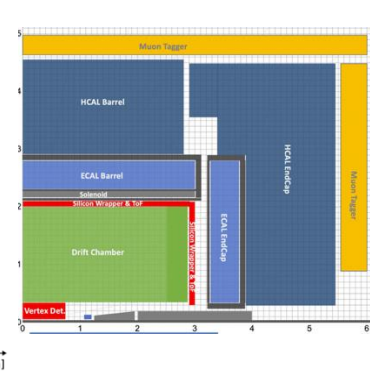 5
Muon Tagger
4
HCAL Barrel
3
HCAL EndCap
Muon Tagger
ECAL Barrel
Solenoid
Silicon Wrapper & ToF
2
ECAL EndCap
Silicon Wrapper & ToF
Drift Chamber
1
Vertex Det.
0 1 2 3 4 5 6
]